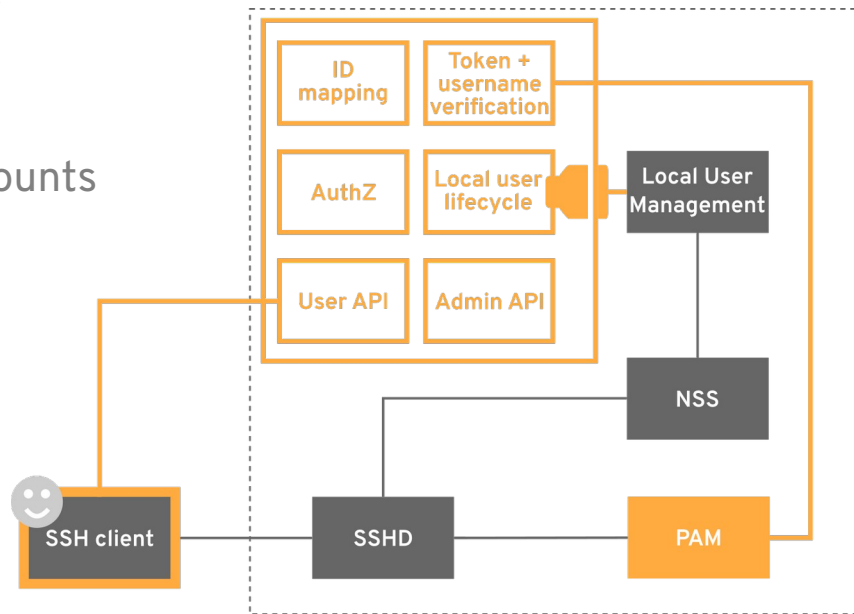 ID
mapping
Token +
username
verification
AuthZ
Local user
lifecycle
Local User
Management
User API
Admin API
NSS
SSH client
SSHD
PAM